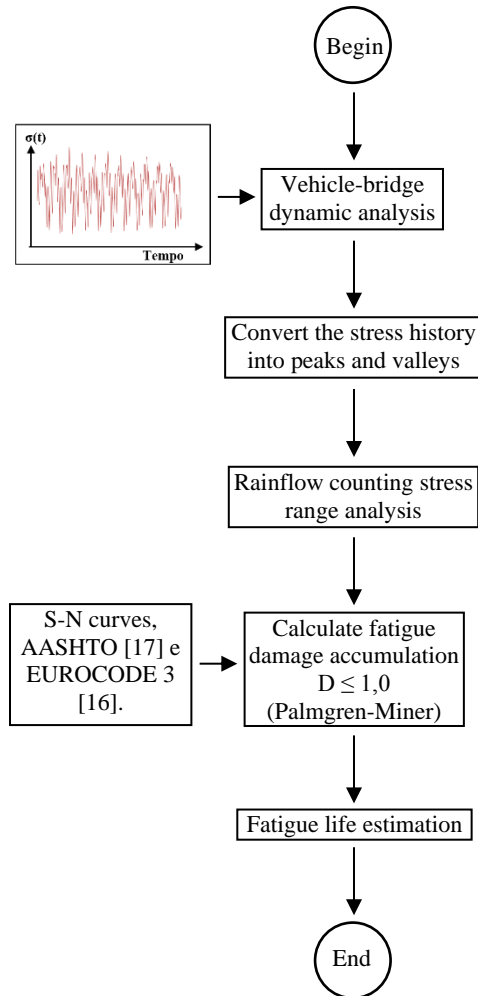 Begin
σ(t)
Tempo
Vehicle-bridge
dynamic analysis
Convert the stress history
into peaks and valleys
Rainflow counting stress
range analysis
S-N curves,
AASHTO [17] e
EUROCODE 3
[16].
Calculate fatigue
damage accumulation
D ≤ 1,0
(Palmgren-Miner)
Fatigue life estimation
End